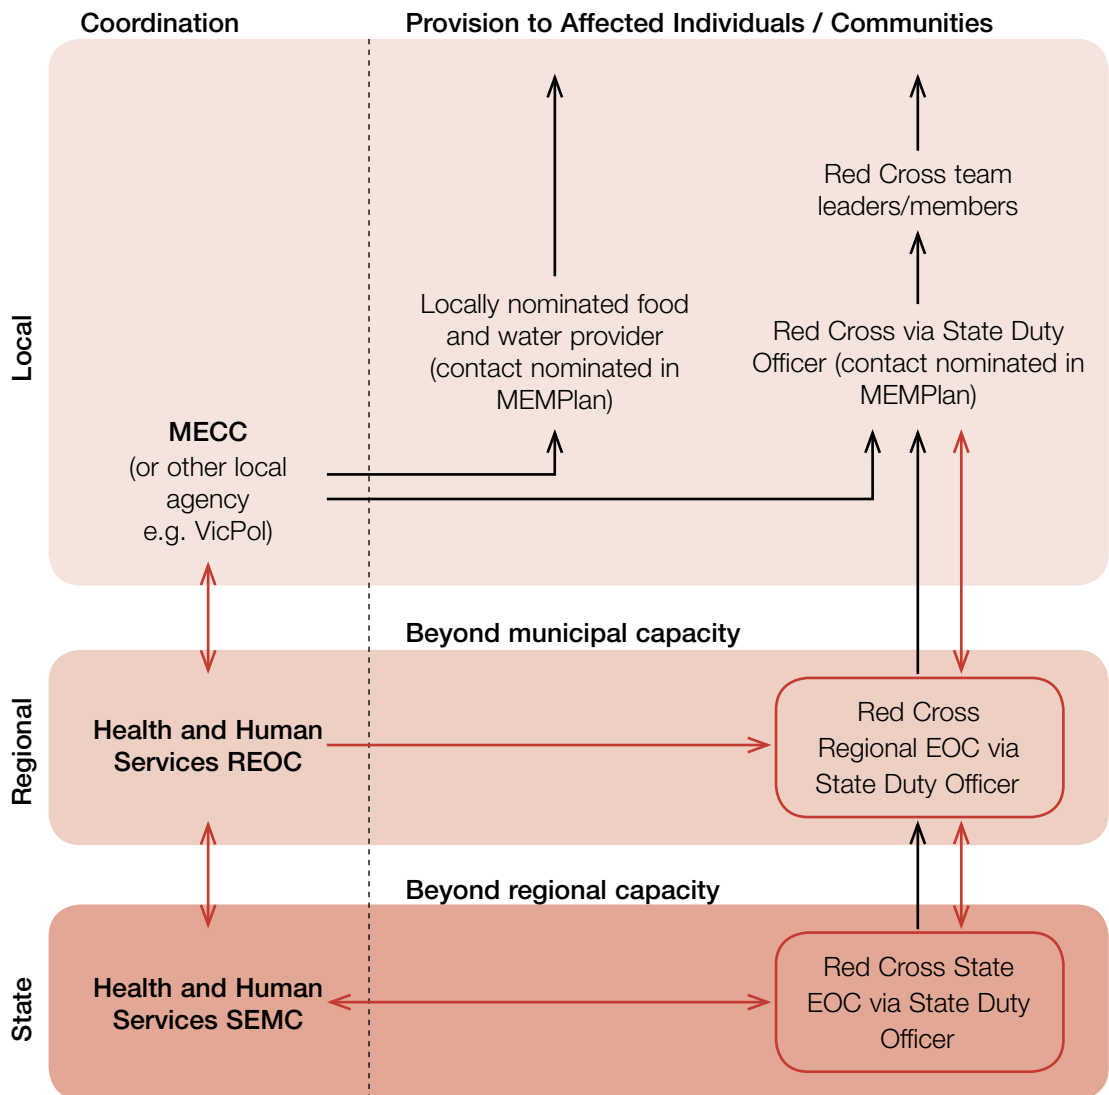 Coordination
Provision to Affected Individuals / Communities
Local
Red Cross team
leaders/members
Locally nominated food
and water provider
(contact nominated in
MEMPlan)
Red Cross via State Duty
Officer (contact nominated in
MEMPlan)
MECC
(or other local
agency
e.g. VicPol)
Beyond municipal capacity
Regional
Health and Human
Services REOC
Red Cross
Regional EOC via
State Duty Officer
Beyond regional capacity
State
Health and Human
Services SEMC
Red Cross State
EOC via State Duty
Officer